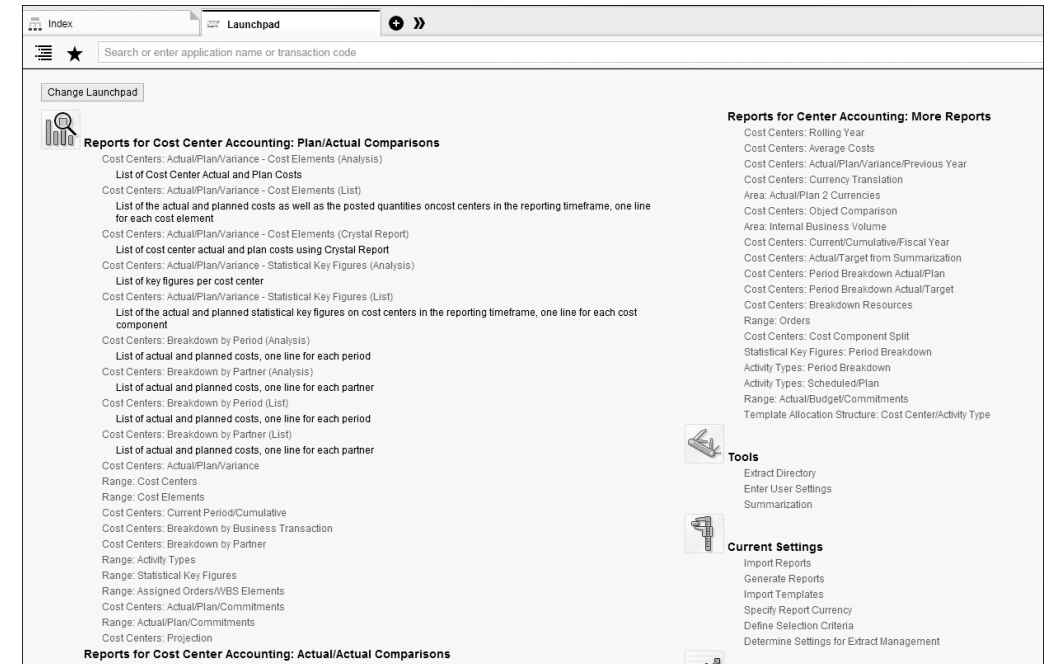 Index
Launchpad
Search or enter application name or transaction code
Change Launchpad
Reports for Cost Center Accounting: Plan/Actual Comparisons
Cost Centers: Actual/Plan/Variance - Cost Elements (Analysis)
List of Cost Center Actual and Plan Costs
Cost Centers: Actual/Plan/Variance - Cost Elements (List)
List of the actual and planned costs as well as the posted quantities oncost centers in the reporting timeframe, one line
for each cost element
Cost Centers: Actual/Plan/Variance - Cost Elements (Crystal Report)
List of cost center actual and plan costs using Crystal Report
Cost Centers: Actual/Plan/Variance - Statistical Key Figures (Analysis)
List of key figures per cost center
Cost Centers: Actual/Plan/Variance - Statistical Key Figures (List)
List of the actual and planned statistical key figures on cost centers in the reporting timeframe, one line for each cost
component
Cost Centers: Breakdown by Period (Analysis)
List of actual and planned costs, one line for each period
Cost Centers: Breakdown by Partner (Analysis)
List of actual and planned costs, one line for each partner
Cost Centers: Breakdown by Period (List)
List of actual and planned costs, one line for each period
Cost Centers: Breakdown by Partner (List)
List of actual and planned costs, one line for each partner
Cost Centers: Actual/Plan/Variance
Range: Cost Centers
Range: Cost Elements
Cost Centers: Current Period/Cumulative
Cost Centers: Breakdown by Business Transaction
Cost Centers: Breakdown by Partner
Range: Activity Types
Range: Statistical Key Figures
Range: Assigned Orders/WBS Elements
Cost Centers: Actual/Plan/Commitments
Range: Actual/Plan/Commitments
Cost Centers: Projection
Reports for Cost Center Accounting: Actual/Actual Comparisons
Reports for Center Accounting: More Reports
Cost Centers: Rolling Year
Cost Centers: Average Costs
Cost Centers: Actual/Plan/Variance/Previous Year
Cost Centers: Currency Translation
Area: Actual/Plan 2 Currencies
Cost Centers: Object Comparison
Area: Internal Business Volume
Cost Centers: Current/Cumulative/Fiscal Year
Cost Centers: Actual/Target from Summarization
Cost Centers: Period Breakdown Actual/Plan
Cost Centers: Period Breakdown Actual/Target
Cost Centers: Breakdown Resources
Range: Orders
Cost Centers: Cost Component Split
Statistical Key Figures: Period Breakdown
Activity Types: Period Breakdown
Activity Types: Scheduled/Plan
Range: Actual/Budget/Commitments
Template Allocation Structure: Cost Center/Activity Type
Tools
Extract Directory
Enter User Settings
Summarization
Current Settings
Import Reports
Generate Reports
Import Templates
Specify Report Currency
Define Selection Criteria
Determine Settings for Extract Management